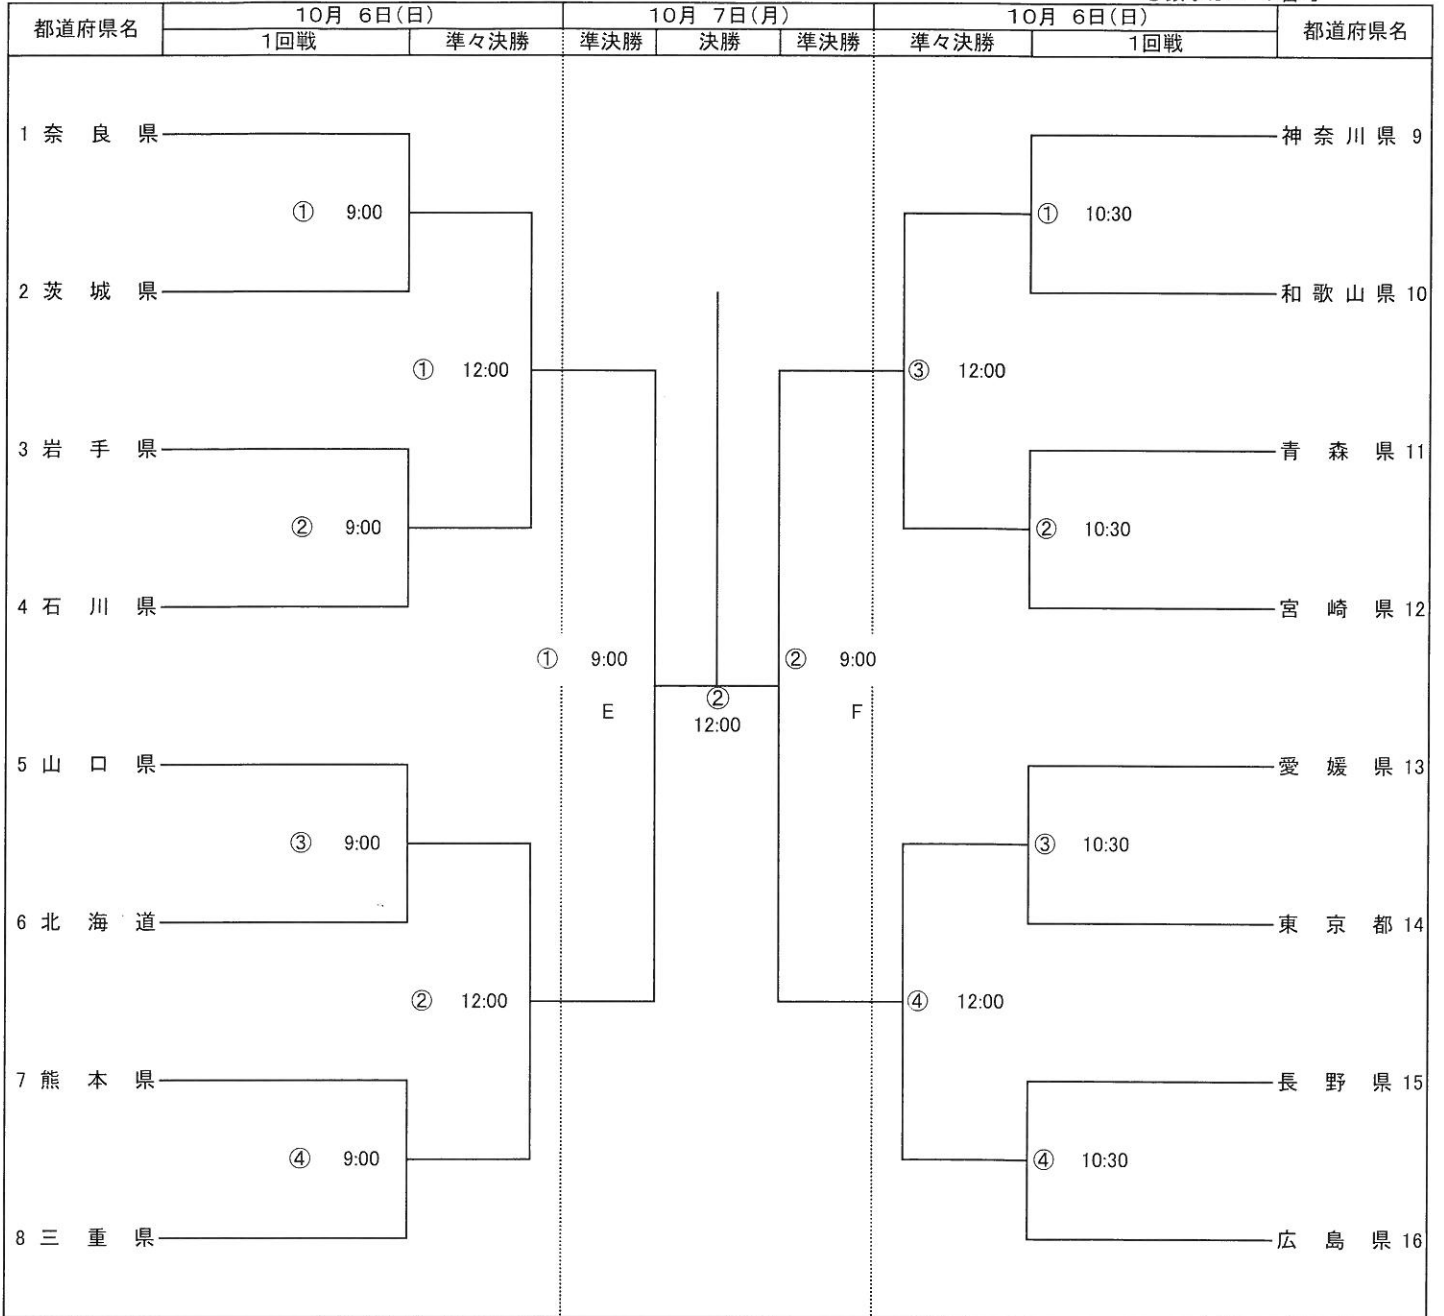 都道府県名 10月 6日(日) 10月 7日(月) 10月 6日(日) 都道府県名
1回戦 準々決勝 準決勝 決勝 準決勝 準々決勝 1回戦
1 奈 良 県 神 奈 川 県 9
① 9:00 ① 10:30
2 茨 城 県 和 歌 山 県 10
① 12:00 ③ 12:00
3 岩 手 県 青 森 県 11
② 9:00 ② 10:30
4 石 川 県 宮 崎 県 12
① 9:00 ② 9:00
②
E 12:00 F
5 山 口 県 愛 媛 県 13
③ 9:00 ③ 10:30
6 北 海 道 東 京 都 14
② 12:00 ④ 12:00
7 熊 本 県 長 野 県 15
④ 9:00 ④ 10:30
8 三 重 県 広 島 県 16